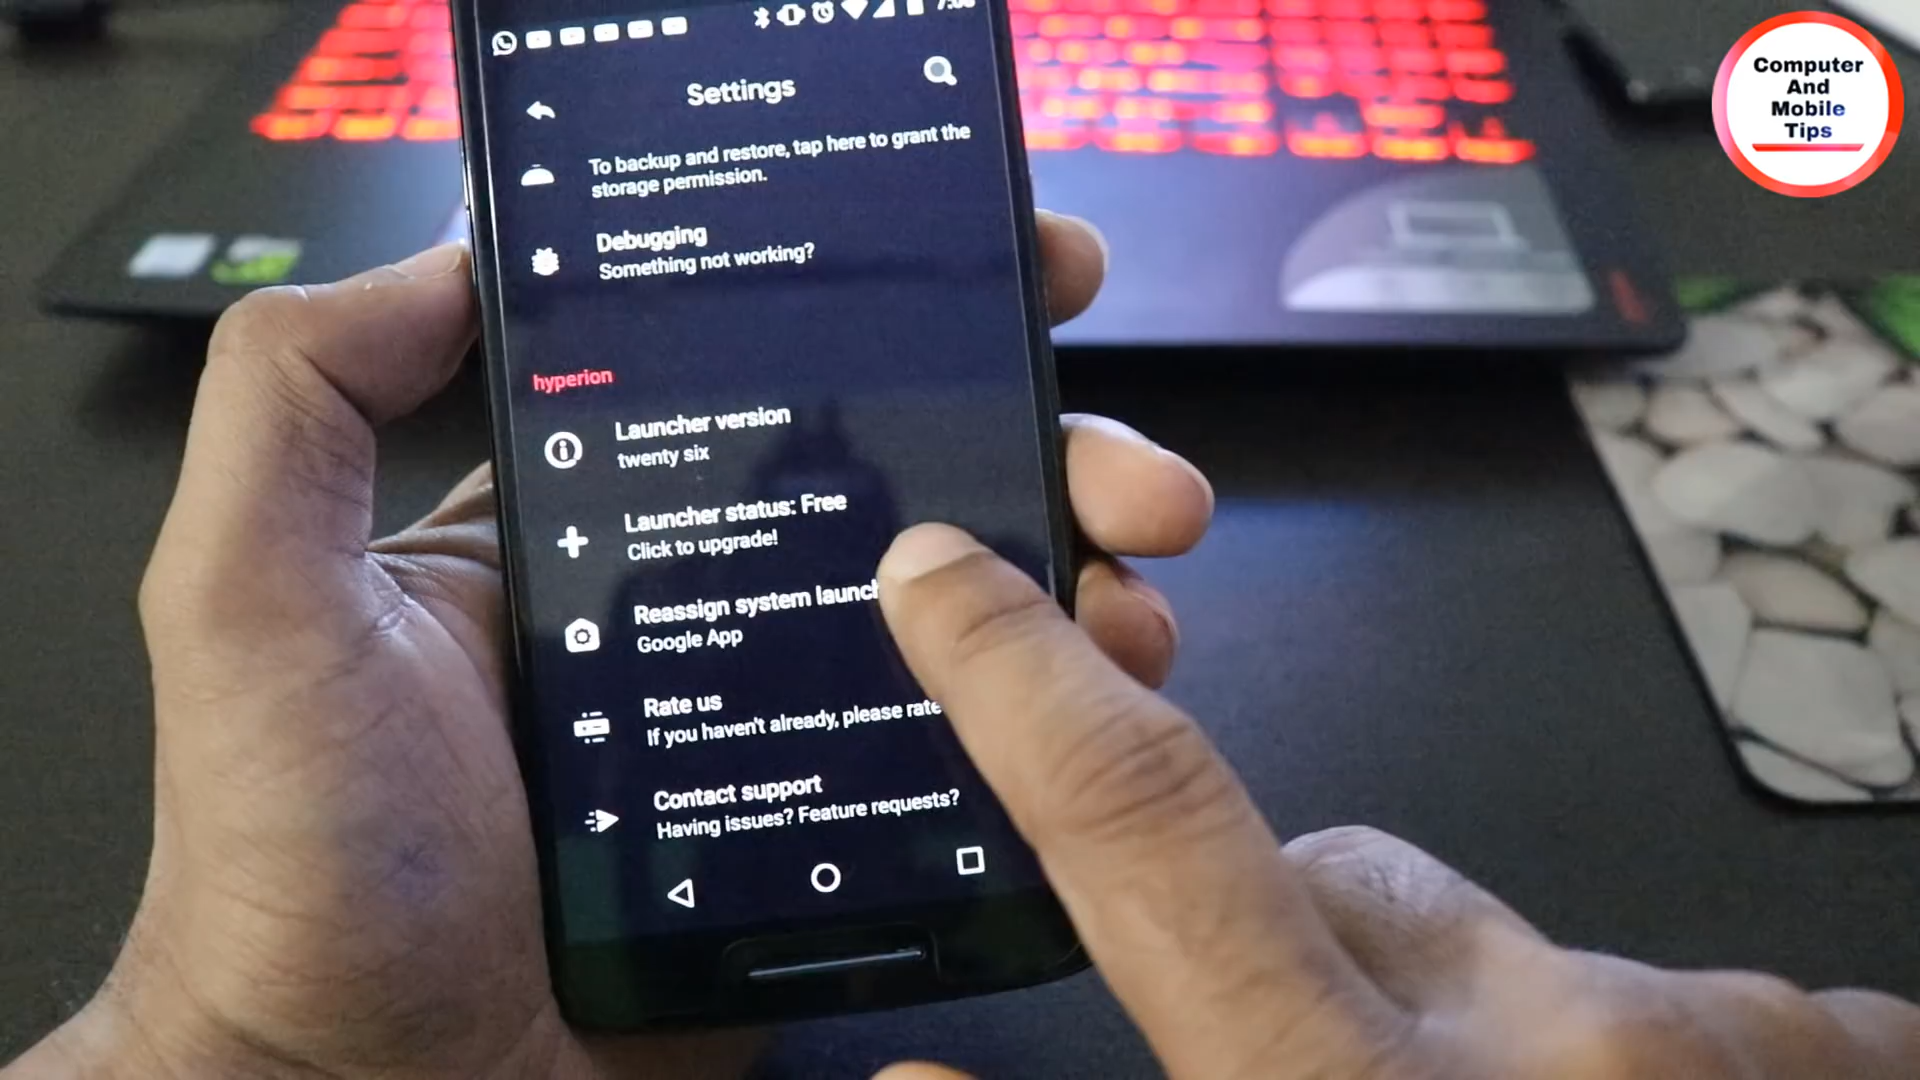 Computer
And
Mobile
Tips
Settings
To backup and restore, tap here to grant the
storage permission.
Debugging
Something not working?
hyperion
Launcher version
twenty six
Launcher status: Free
Click to upgrade!
Reassign system
Google App
Rate us
If you haven't already, please rate
Contact support
Having issues? Feature requests?